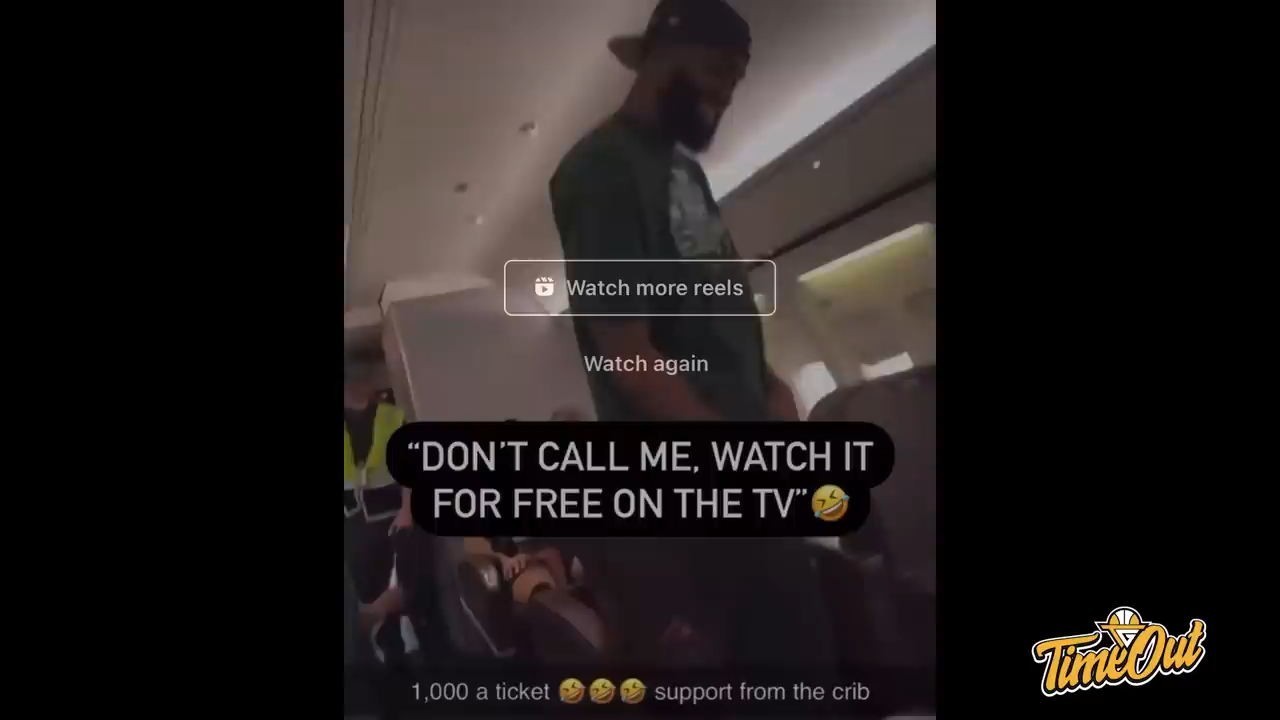 Watch more reels
Watch again
“DON’T CALL ME, WATCH IT
FOR FREE ON THE TV”🤣
1,000 a ticket 🤣🤣🤣 support from the crib
TimeOut